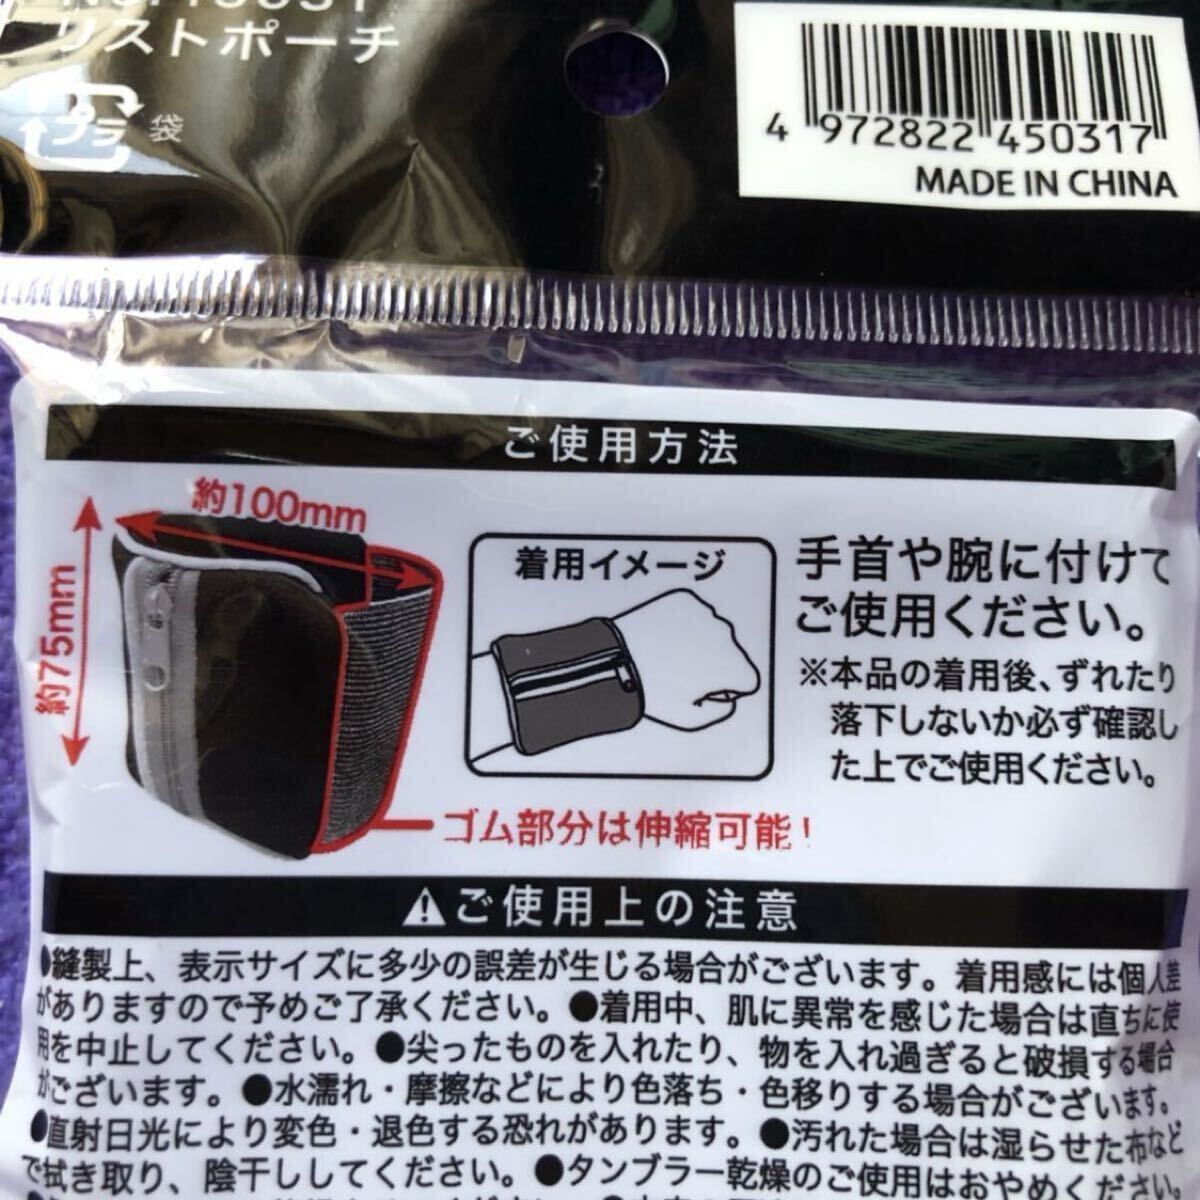 リストポーチ
プラ 袋
4 972822 450317
MADE IN CHINA
ご使用方法
約100mm
約75mm
着用イメージ
手首や腕に付けて
ご使用ください。
※本品の着用後、ずれたり
落下しないか必ず確認し
た上でご使用ください。
ゴム部分は伸縮可能!
⚠ご使用上の注意
●縫製上、表示サイズに多少の誤差が生じる場合がございます。着用感には個人差
がありますので予めご了承ください。●着用中、肌に異常を感じた場合は直ちに使
用を中止してください。●尖ったものを入れたり、物を入れ過ぎると破損する場合
がございます。●水濡れ・摩擦などにより色落ち・色移りする場合がございます。
●直射日光により変色・退色する恐れがあります。●汚れた場合は湿らせた布など
で拭き取り、陰干ししてください。●タンブラー乾燥のご使用はおやめください。